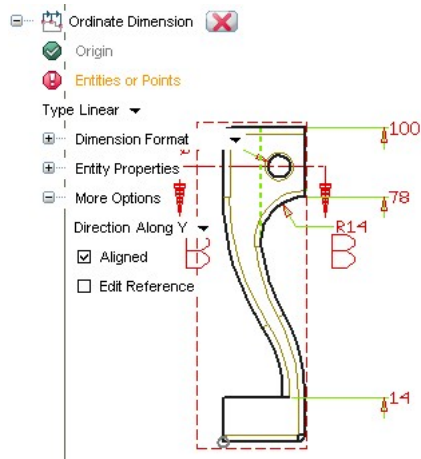 Ordinate Dimension
Origin
Entities or Points
Type Linear
Dimension Format
100
Entity Properties
More Options
78
Direction Along Y
R14
B
B
Aligned
Edit Reference
14